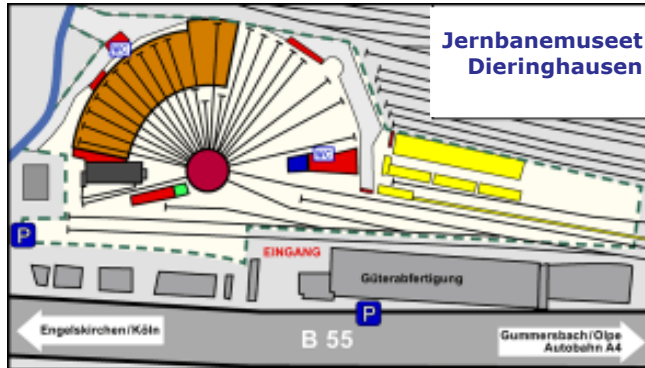 Jernbanemuseet
Dieringhausen
WC
WC
P
EINGANG
Güterabfertigung
P
Engelskirchen/Köln
B 55
Gummersbach/Olpe
Autobahn A4